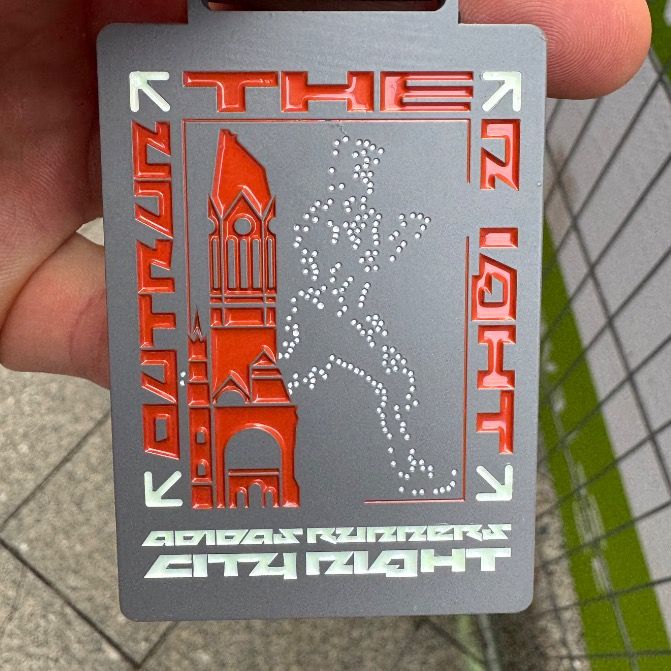 OUTRUN
THE
NIGHT
ADIDAS RUNNERS
CITY NIGHT